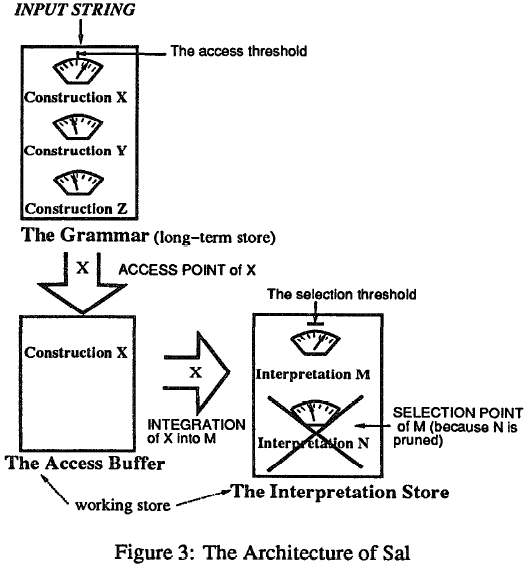 INPUT STRING
The access threshold
Construction X
Construction Y
Construction Z
The Grammar (long-term store)
X
ACCESS POINT of X
The selection threshold
Construction X
X
Interpretation M
INTEGRATION
of X into M
SELECTION POINT
of M (because N is
pruned)
Interpretation N
The Access Buffer
The Interpretation Store
working store
Figure 3: The Architecture of Sal